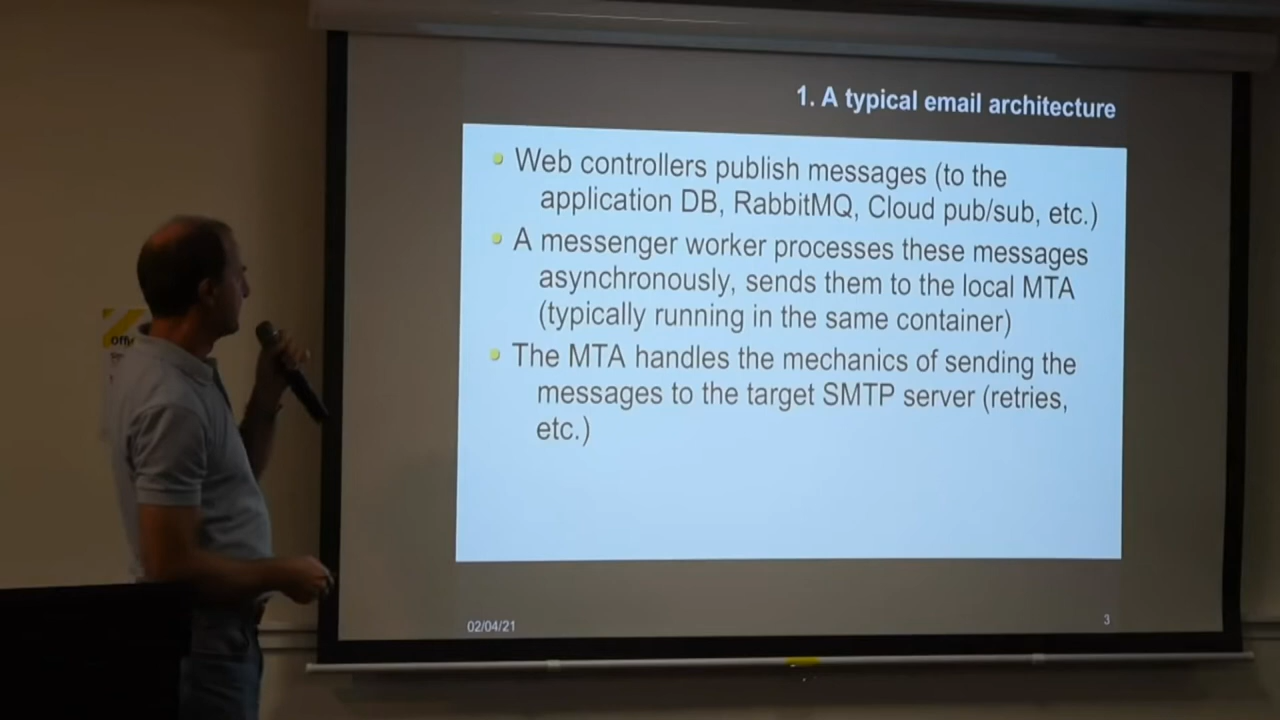 1. A typical email architecture
Web controllers publish messages (to the
application DB, RabbitMQ, Cloud pub/sub, etc.)
A messenger worker processes these messages
asynchronously, sends them to the local MTA
(typically running in the same container)
The MTA handles the mechanics of sending the
messages to the target SMTP server (retries,
etc.)
02/04/21
3